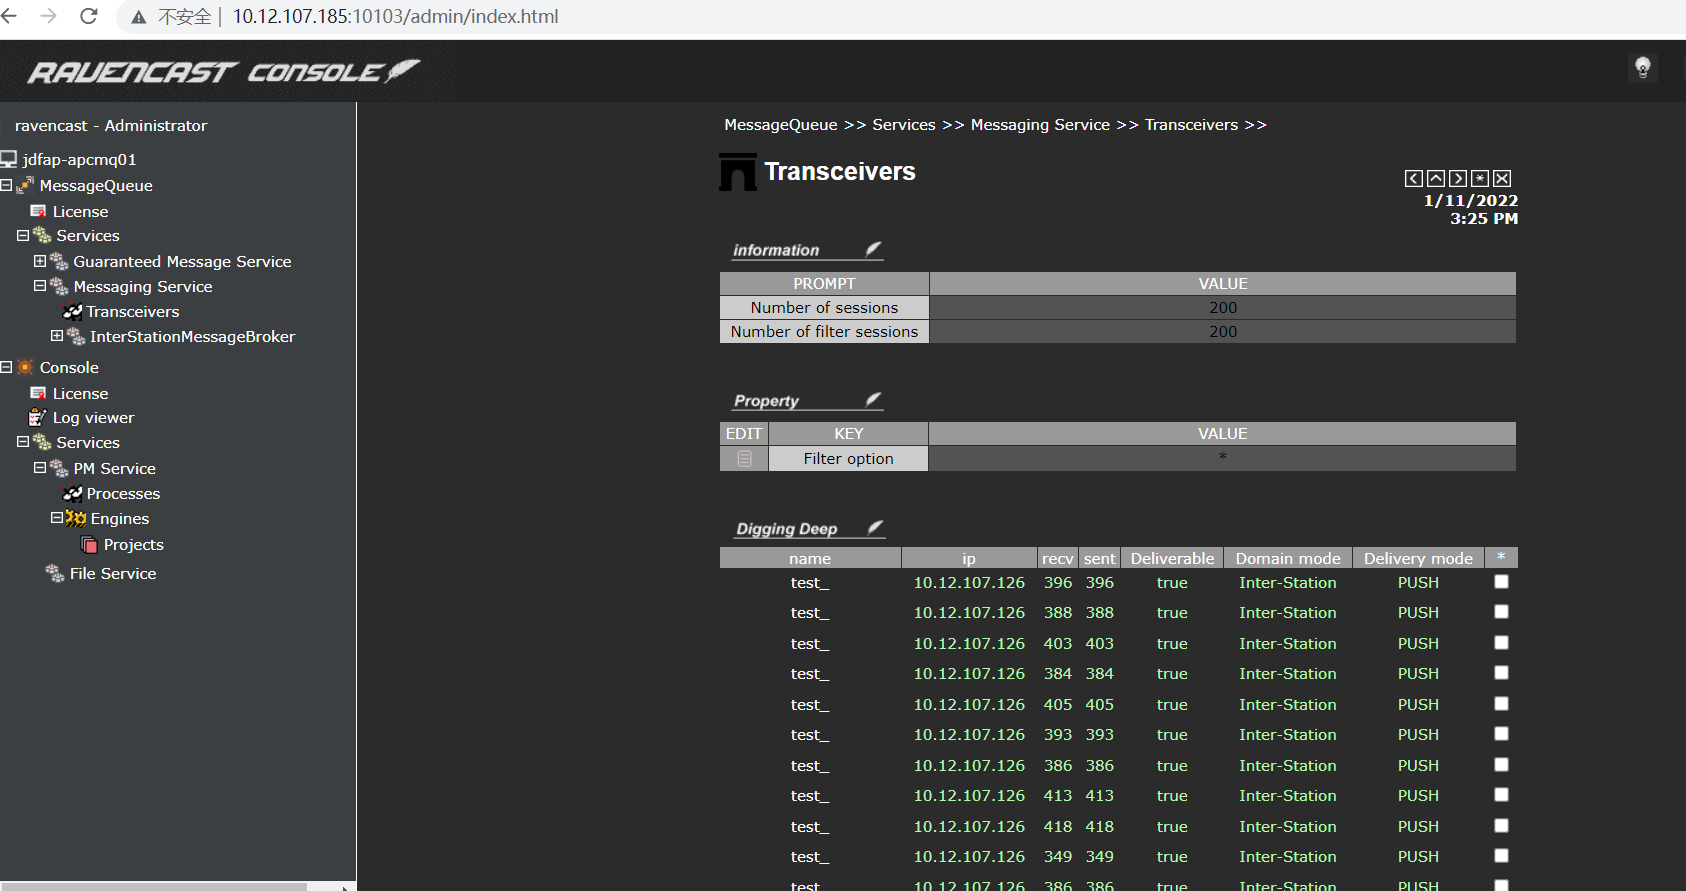 不安全 | 10.12.107.185:10103/admin/index.html
RAVENCAST CONSOLE
ravencast - Administrator
jdfap-apcmq01
MessageQueue
License
Services
Guaranteed Message Service
Messaging Service
Transceivers
InterStationMessageBroker
Console
License
Log viewer
Services
PM Service
Processes
Engines
Projects
File Service
MessageQueue >> Services >> Messaging Service >> Transceivers >>
Transceivers
1/11/2022
3:25 PM
information
PROMPT VALUE
Number of sessions 200
Number of filter sessions 200
Property
EDIT KEY VALUE
Filter option *
Digging Deep
name ip recv sent Deliverable Domain mode Delivery mode *
test_ 10.12.107.126 396 396 true Inter-Station PUSH
test_ 10.12.107.126 388 388 true Inter-Station PUSH
test_ 10.12.107.126 403 403 true Inter-Station PUSH
test_ 10.12.107.126 384 384 true Inter-Station PUSH
test_ 10.12.107.126 405 405 true Inter-Station PUSH
test_ 10.12.107.126 393 393 true Inter-Station PUSH
test_ 10.12.107.126 386 386 true Inter-Station PUSH
test_ 10.12.107.126 413 413 true Inter-Station PUSH
test_ 10.12.107.126 418 418 true Inter-Station PUSH
test_ 10.12.107.126 349 349 true Inter-Station PUSH
test_ 10.12.107.126 386 386 true Inter-Station PUSH